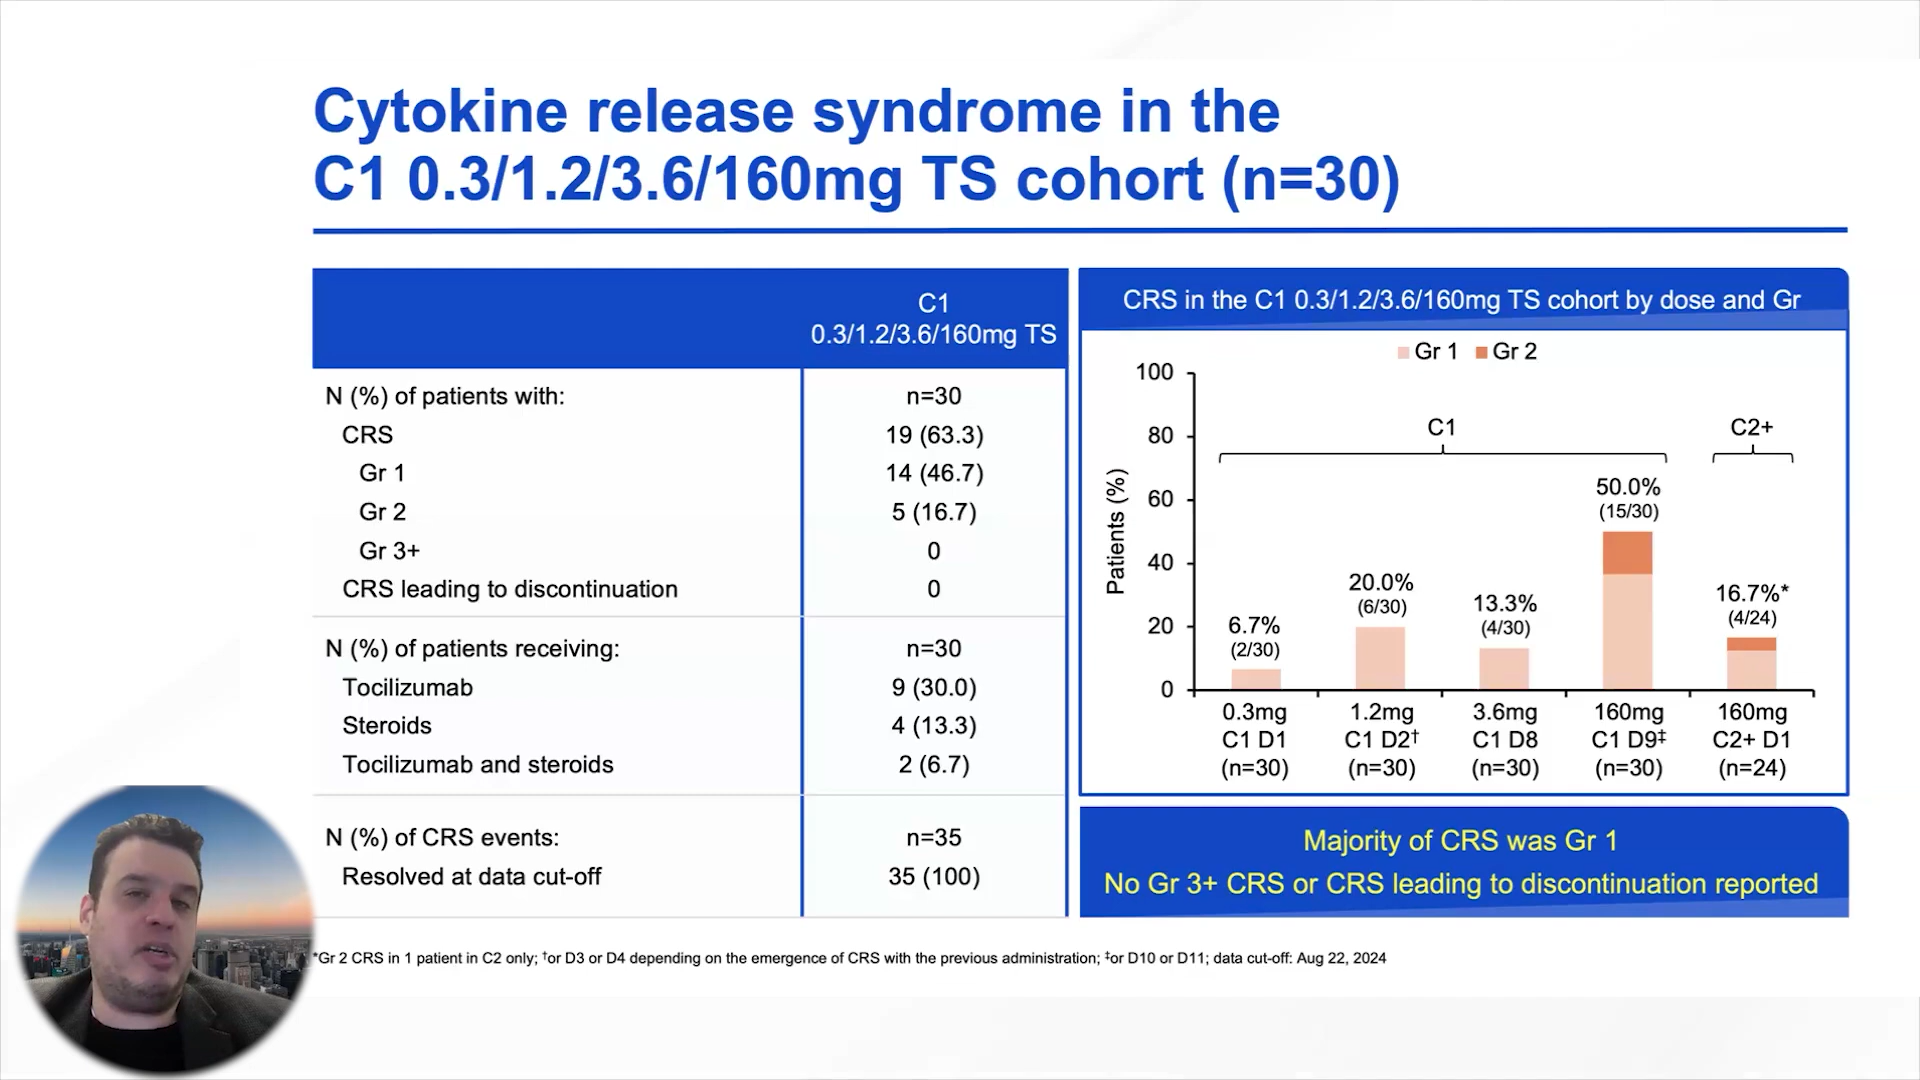 Cytokine release syndrome in the
C1 0.3/1.2/3.6/160mg TS cohort (n=30)
C1
0.3/1.2/3.6/160mg TS
N (%) of patients with: n=30
CRS 19 (63.3)
Gr 1 14 (46.7)
Gr 2 5 (16.7)
Gr 3+ 0
CRS leading to discontinuation 0
N (%) of patients receiving: n=30
Tocilizumab 9 (30.0)
Steroids 4 (13.3)
Tocilizumab and steroids 2 (6.7)
N (%) of CRS events: n=35
Resolved at data cut-off 35 (100)
CRS in the C1 0.3/1.2/3.6/160mg TS cohort by dose and Gr
Gr 1 Gr 2
Patients (%)
100
80
60
40
20
0
C1 C2+
6.7%
(2/30)
20.0%
(6/30)
13.3%
(4/30)
50.0%
(15/30)
16.7%*
(4/24)
0.3mg
C1 D1
(n=30)
1.2mg
C1 D2†
(n=30)
3.6mg
C1 D8
(n=30)
160mg
C1 D9‡
(n=30)
160mg
C2+ D1
(n=24)
Majority of CRS was Gr 1
No Gr 3+ CRS or CRS leading to discontinuation reported
*Gr 2 CRS in 1 patient in C2 only; †or D3 or D4 depending on the emergence of CRS with the previous administration; ‡or D10 or D11; data cut-off: Aug 22, 2024